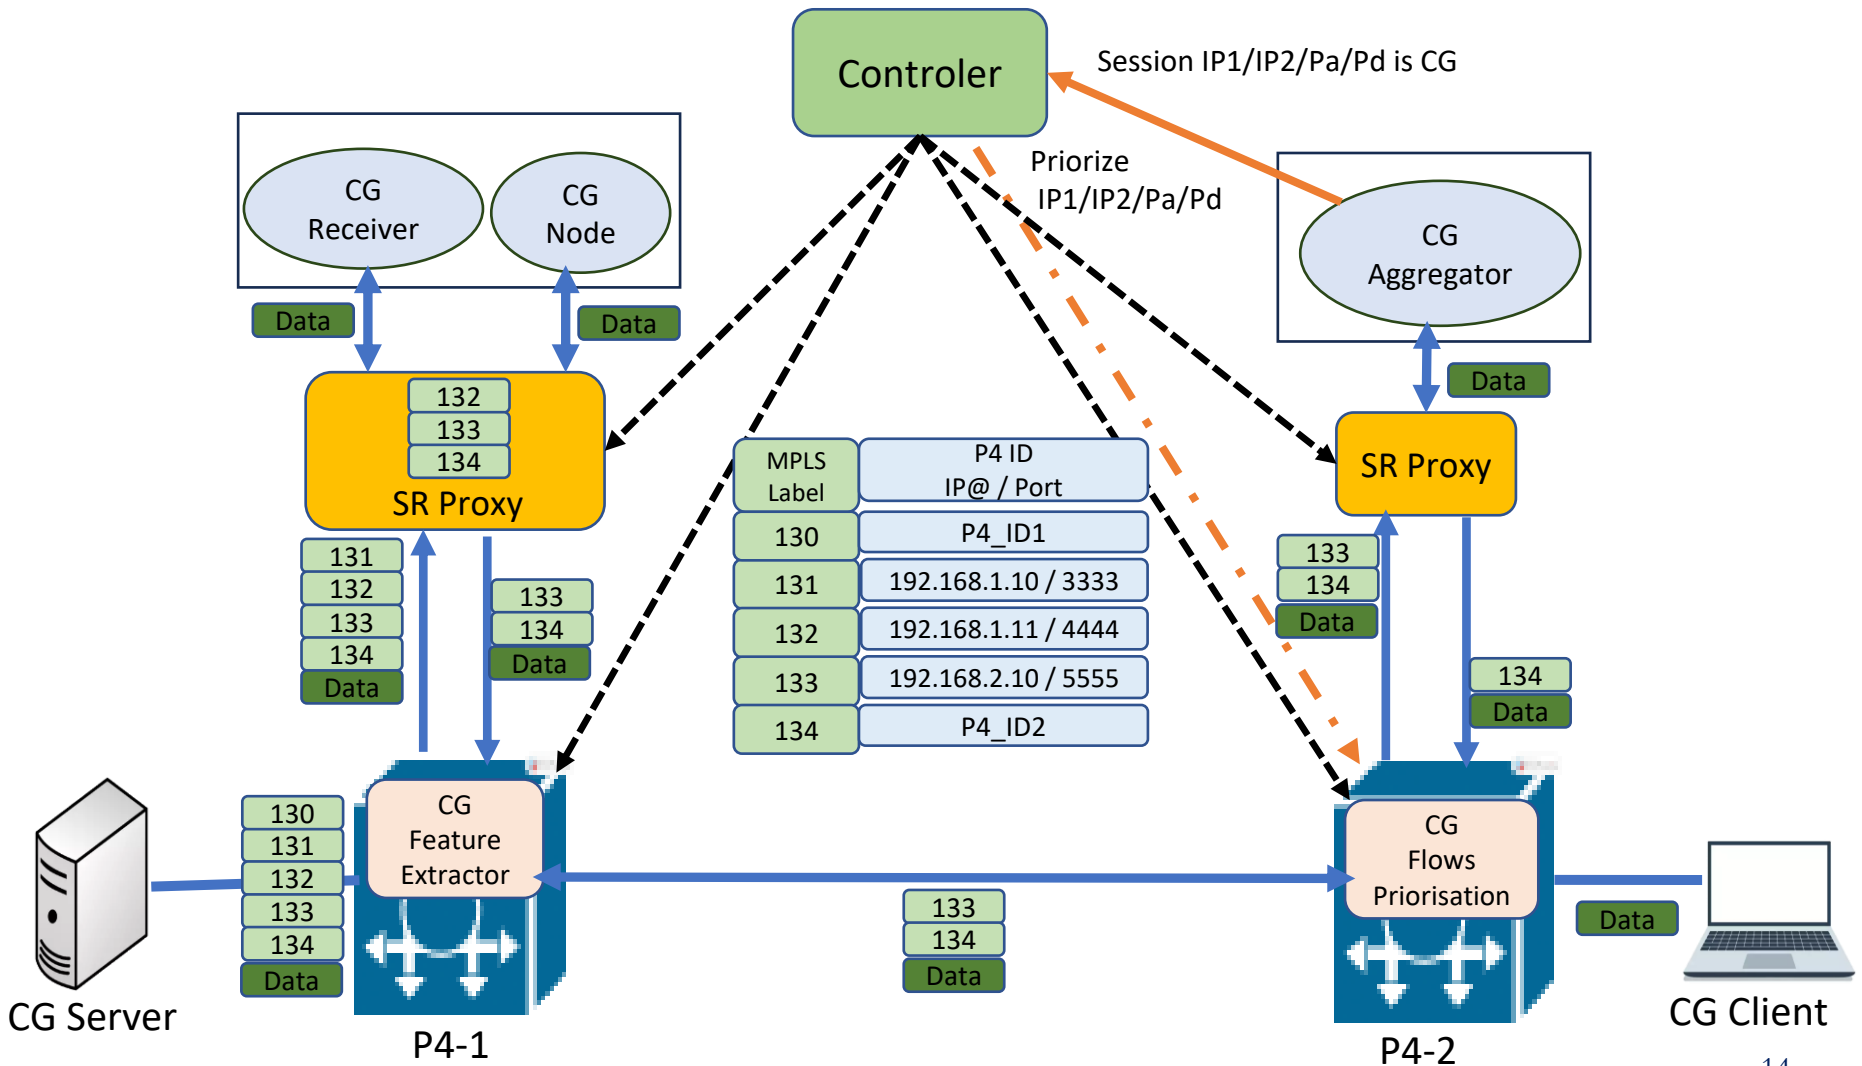 Controler
Session IP1/IP2/Pa/Pd is CG
Priorize
IP1/IP2/Pa/Pd
CG
Receiver
CG
Node
CG
Aggregator
Data
Data
Data
132
133
134
SR Proxy
SR Proxy
MPLS
Label
P4 ID
IP@ / Port
130
P4_ID1
131
192.168.1.10 / 3333
132
192.168.1.11 / 4444
133
192.168.2.10 / 5555
134
P4_ID2
131
132
133
134
Data
133
134
Data
133
134
Data
134
Data
CG
Feature
Extractor
CG
Flows
Priorisation
130
131
132
133
134
Data
133
134
Data
Data
CG Server
P4-1
P4-2
CG Client
14